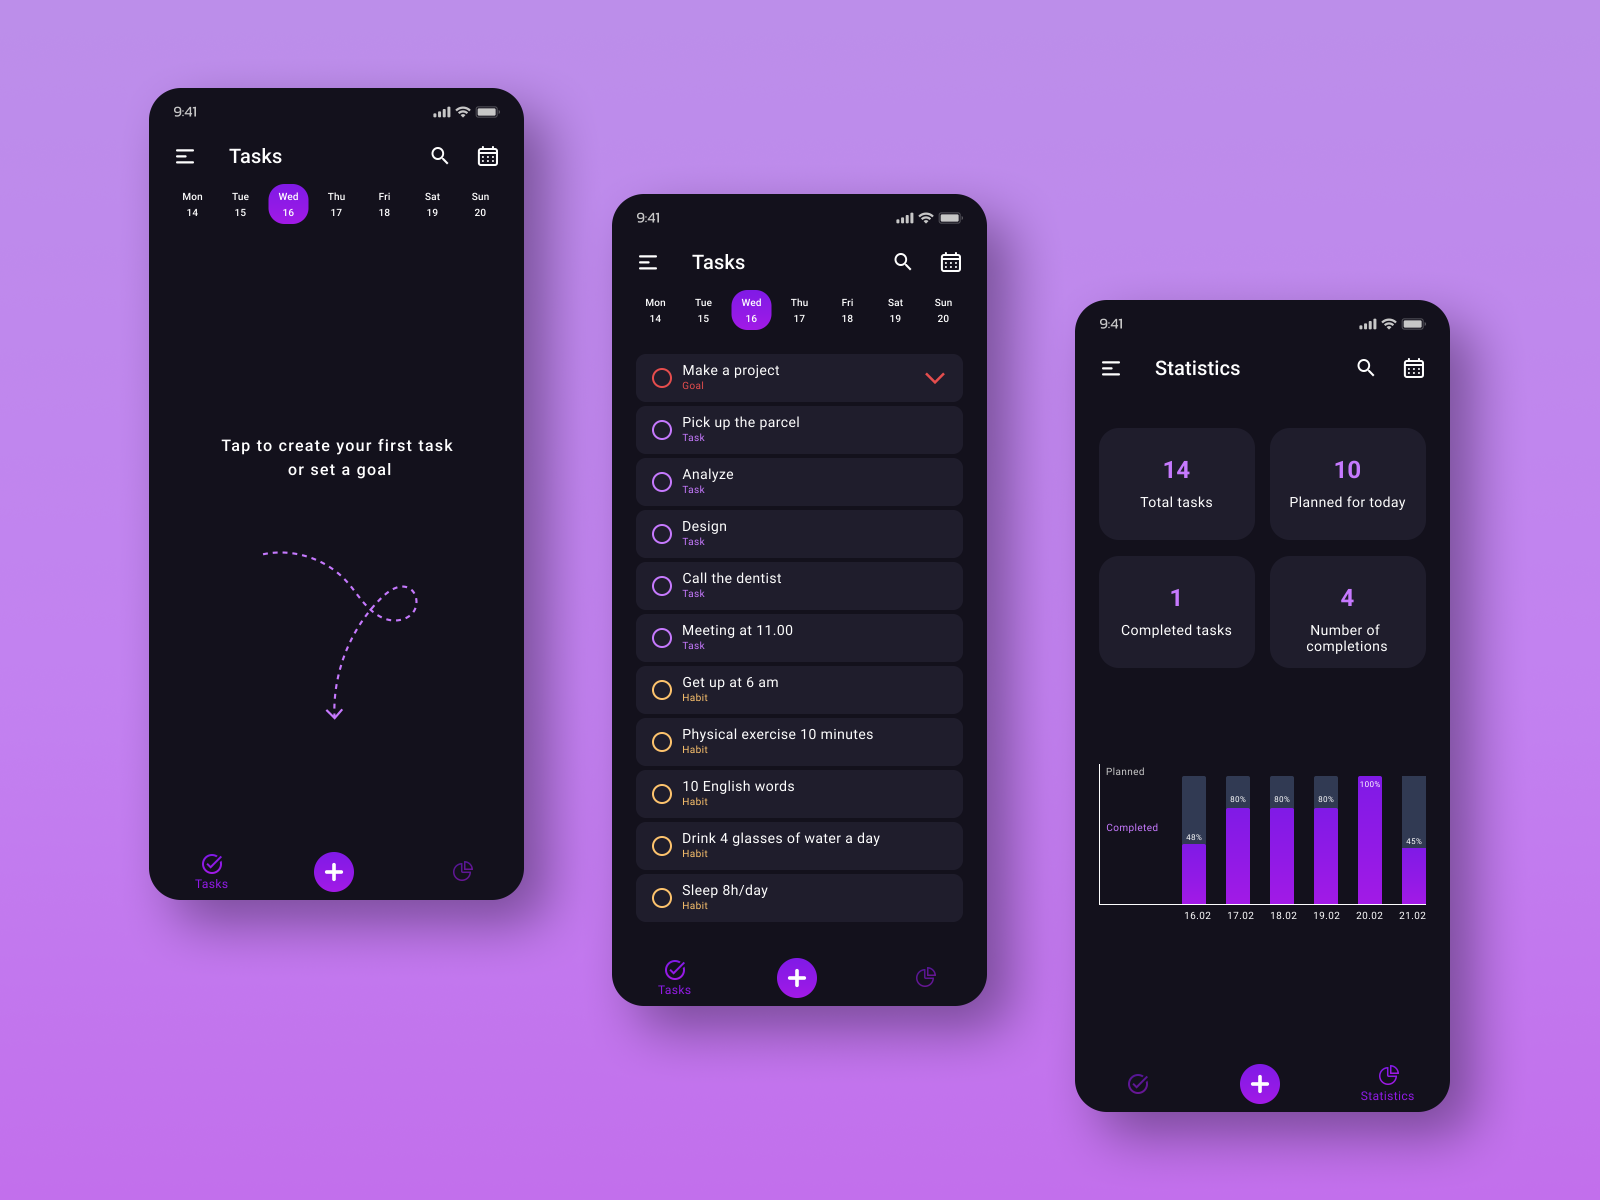 9:41
Tasks
Mon Tue Wed Thu Fri Sat Sun
14 15 16 17 18 19 20
Tap to create your first task
or set a goal
Tasks
9:41
Tasks
Mon Tue Wed Thu Fri Sat Sun
14 15 16 17 18 19 20
Make a project
Goal
Pick up the parcel
Task
Analyze
Task
Design
Task
Call the dentist
Task
Meeting at 11.00
Task
Get up at 6 am
Habit
Physical exercise 10 minutes
Habit
10 English words
Habit
Drink 4 glasses of water a day
Habit
Sleep 8h/day
Habit
Tasks
9:41
Statistics
14
Total tasks
10
Planned for today
1
Completed tasks
4
Number of
completions
Planned
Completed
48% 80% 80% 80% 100% 45%
16.02 17.02 18.02 19.02 20.02 21.02
Statistics